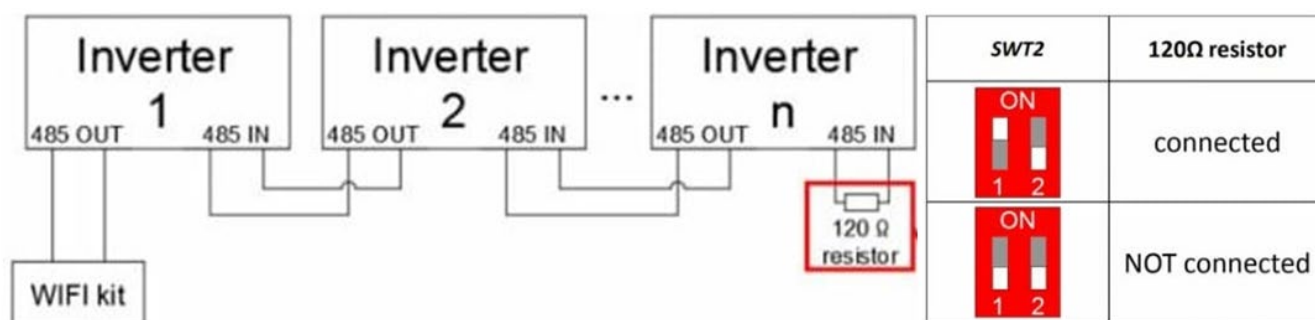 Inverter
1
485 OUT
485 IN
Inverter
2
485 OUT
485 IN
...
Inverter
n
485 OUT
485 IN
120 Ω
resistor
WIFI kit
SWT2
120Ω resistor
ON
1 2
connected
ON
1 2
NOT connected